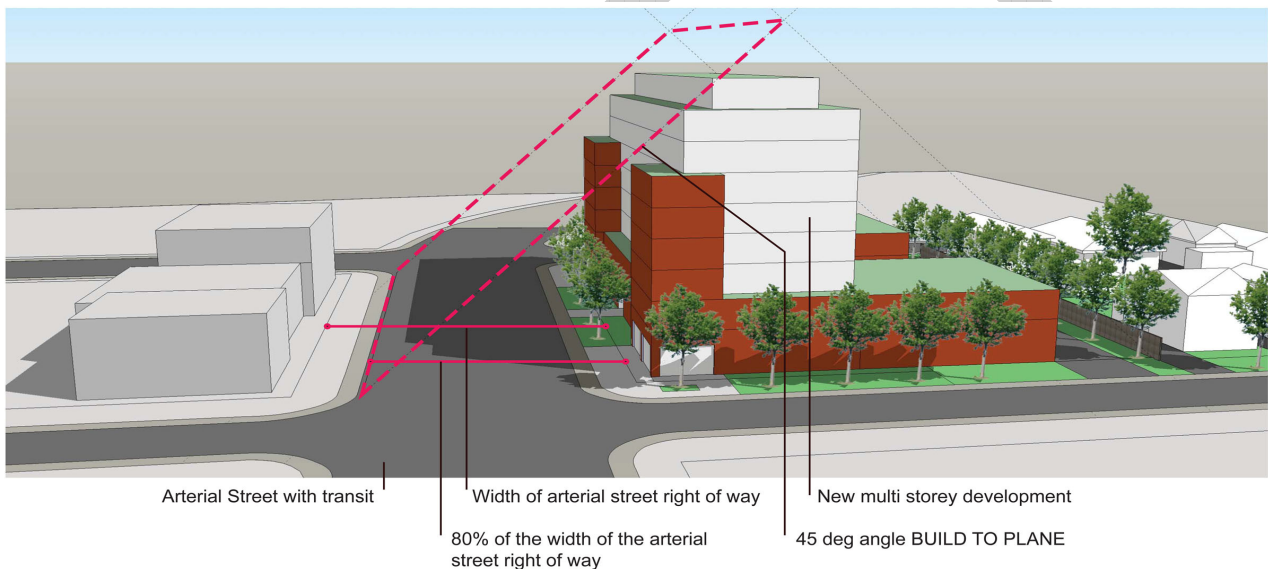 Arterial Street with transit
Width of arterial street right of way
New multi storey development
80% of the width of the arterial
street right of way
45 deg angle BUILD TO PLANE